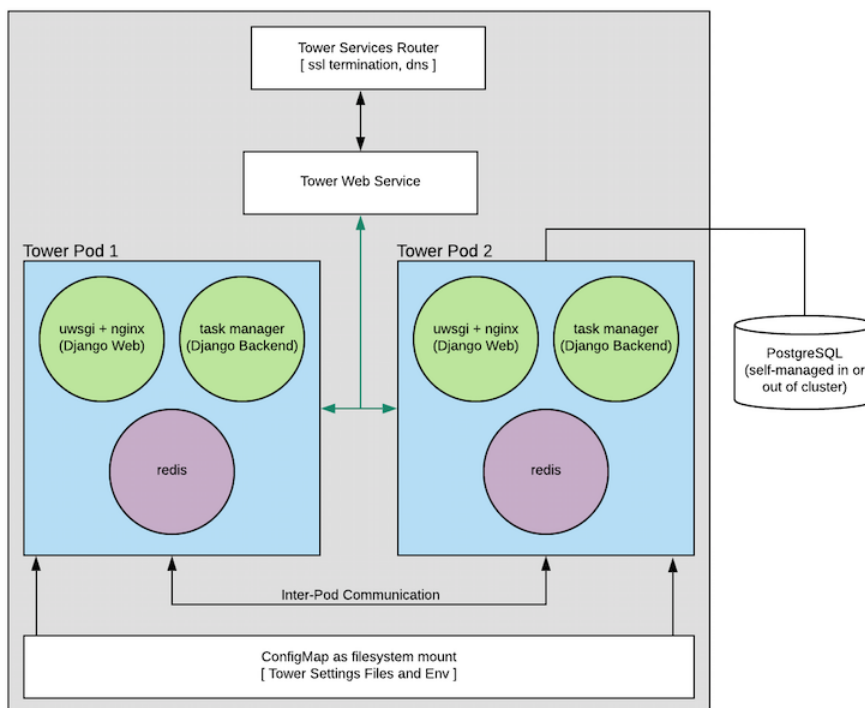 Tower Services Router
[ ssl termination, dns ]
Tower Web Service
Tower Pod 1
Tower Pod 2
uwsgi + nginx
(Django Web)
task manager
(Django Backend)
redis
uwsgi + nginx
(Django Web)
task manager
(Django Backend)
redis
PostgreSQL
(self-managed in or
out of cluster)
Inter-Pod Communication
ConfigMap as filesystem mount
[ Tower Settings Files and Env ]